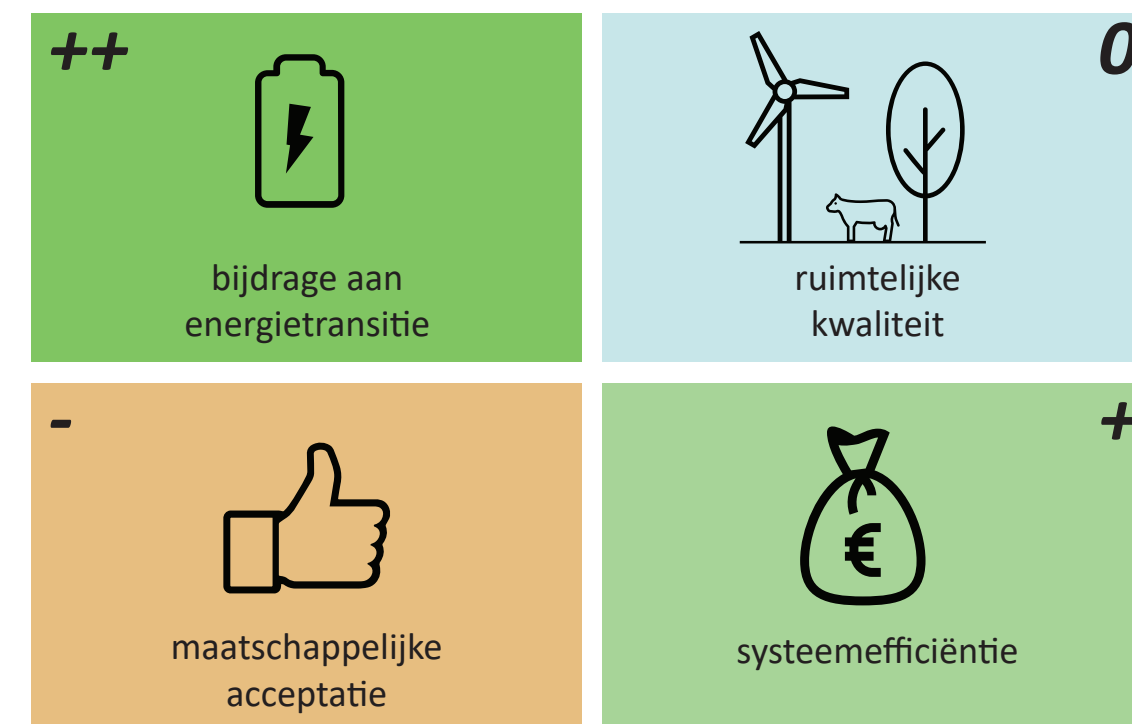 ++
bijdrage aan
energietransitie
0
ruimtelijke
kwaliteit
-
maatschappelijke
acceptatie
+
€
systeemefficiëntie